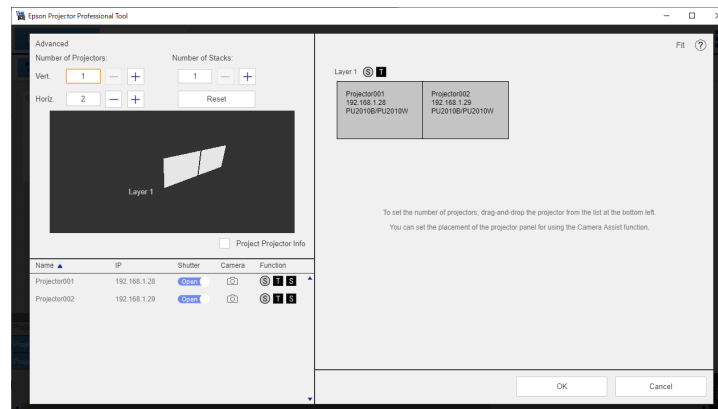 Epson Projector Professional Tool
Advanced
Number of Projectors: Number of Stacks:
Vert. 1 1
Horiz. 2 Reset
Layer 1
Project Projector Info
Name IP Shutter Camera Function
Projector001 192.168.1.28 Open S T S
Projector002 192.168.1.29 Open S T S
Fit ?
Layer 1 S T
Projector001
192.168.1.28
PU2010B/PU2010W
Projector002
192.168.1.29
PU2010B/PU2010W
To set the number of projectors, drag-and-drop the projector from the list at the bottom left.
You can set the placement of the projector panel for using the Camera Assist function.
OK Cancel